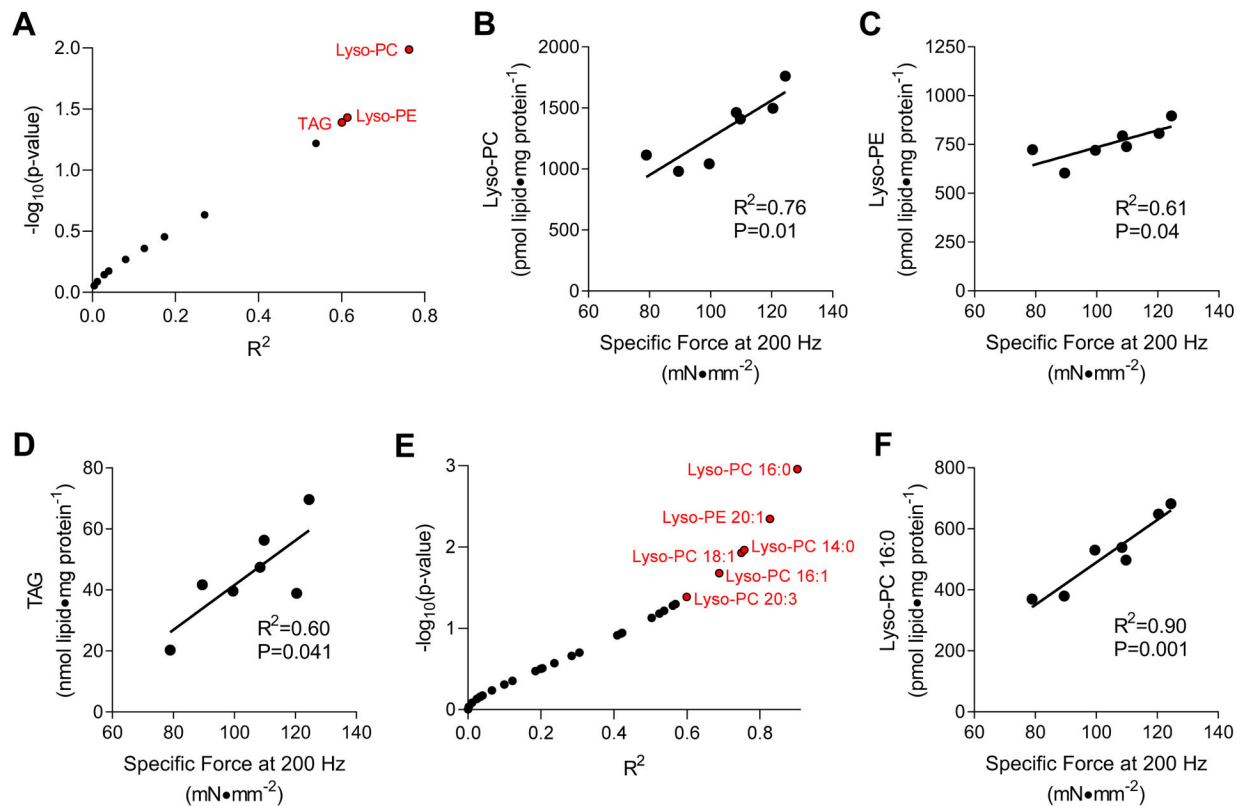 A
2.0
1.5
1.0
0.5
0.0
-log10(p-value)
Lyso-PC
Lyso-PE
TAG
0.0 0.2 0.4 0.6 0.8
R2
B
2000
1500
1000
500
0
Lyso-PC
(pmol lipid•mg protein-1)
R2=0.76
P=0.01
60 80 100 120 140
Specific Force at 200 Hz
(mN•mm-2)
C
1250
1000
750
500
250
0
Lyso-PE
(pmol lipid•mg protein-1)
R2=0.61
P=0.04
60 80 100 120 140
Specific Force at 200 Hz
(mN•mm-2)
D
80
60
40
20
0
TAG
(nmol lipid•mg protein-1)
R2=0.60
P=0.041
60 80 100 120 140
Specific Force at 200 Hz
(mN•mm-2)
E
3
2
1
0
-log10(p-value)
Lyso-PC 16:0
Lyso-PE 20:1
Lyso-PC 14:0
Lyso-PC 18:1
Lyso-PC 16:1
Lyso-PC 20:3
0.0 0.2 0.4 0.6 0.8
R2
F
800
600
400
200
0
Lyso-PC 16:0
(pmol lipid•mg protein-1)
R2=0.90
P=0.001
60 80 100 120 140
Specific Force at 200 Hz
(mN•mm-2)